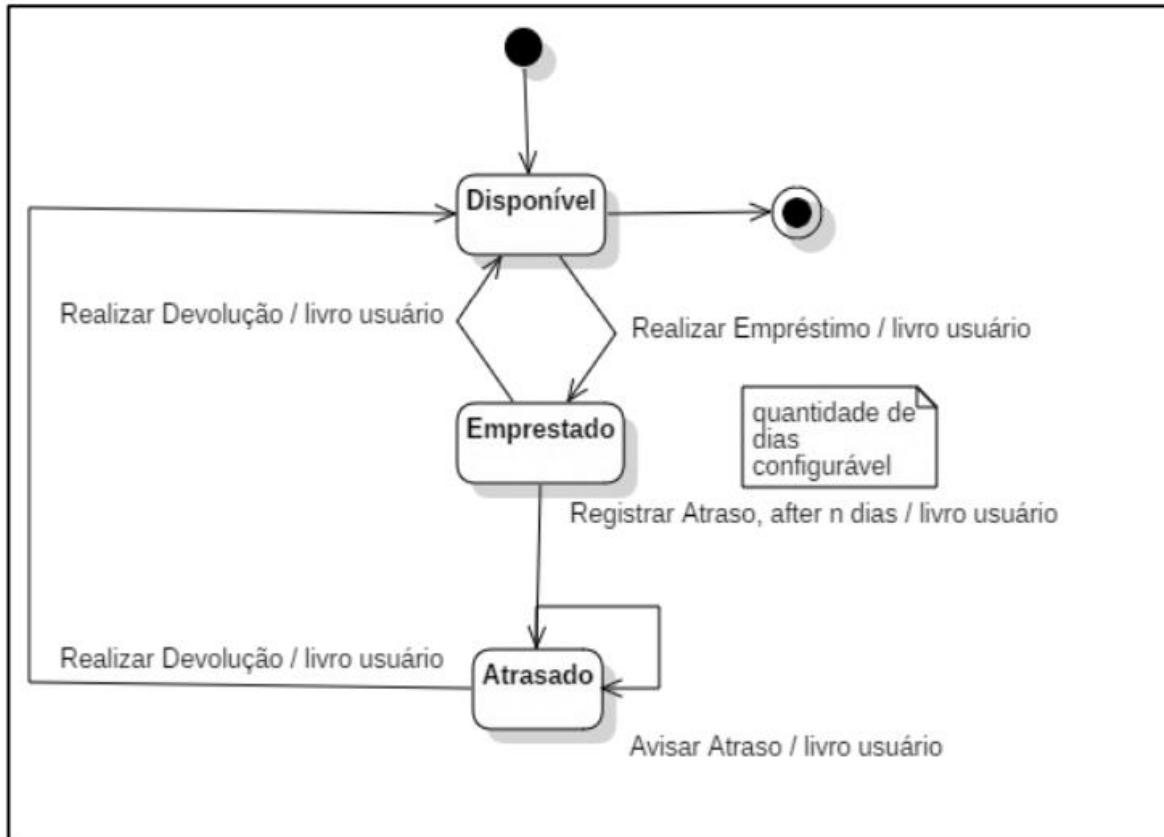 Disponível
Realizar Devolução / livro usuário
Realizar Empréstimo / livro usuário
Emprestado
quantidade de
dias
configurável
Registrar Atraso, after n dias / livro usuário
Realizar Devolução / livro usuário
Atrasado
Avisar Atraso / livro usuário